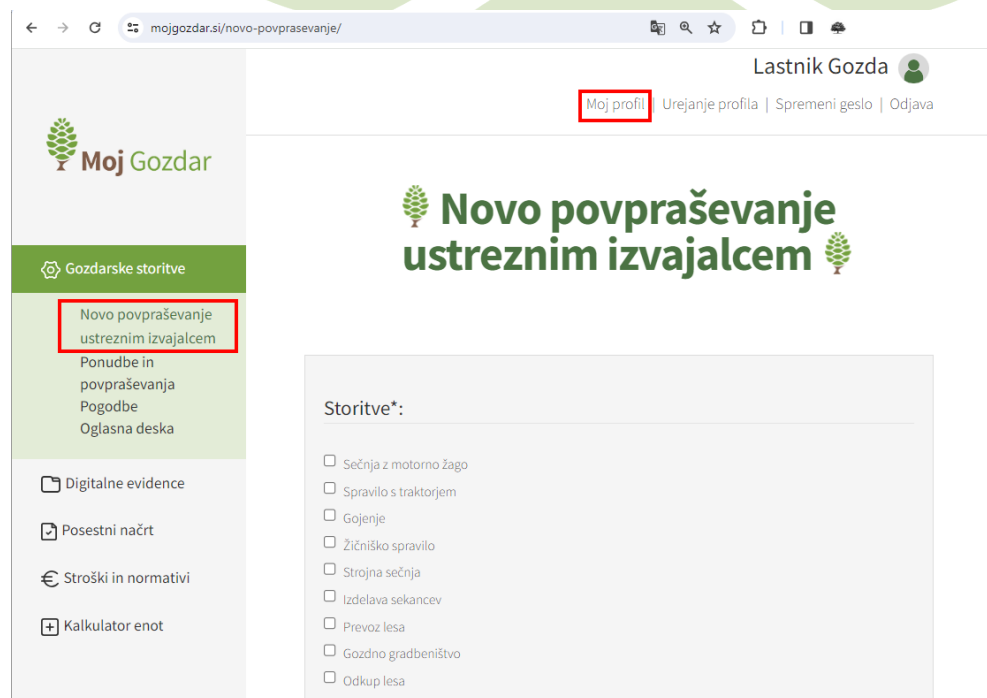 mojgozdar.si/novo-povprasevanje/
Lastnik Gozda
Moj profil | Urejanje profila | Spremeni geslo | Odjava
Moj Gozdar
Novo povpraševanje
ustreznim izvajalcem
Gozdarske storitve
Novo povpraševanje
ustreznim izvajalcem
Ponudbe in
povpraševanja
Pogodbe
Oglasna deska
Digitalne evidence
Posestni načrt
Stroški in normativi
Kalkulator enot
Storitve*:
Sečnja z motorno žago
Spravilo s traktorjem
Gojenje
Žičniško spravilo
Strojna sečnja
Izdelava sekancev
Prevoz lesa
Gozdno gradbeništvo
Odkup lesa